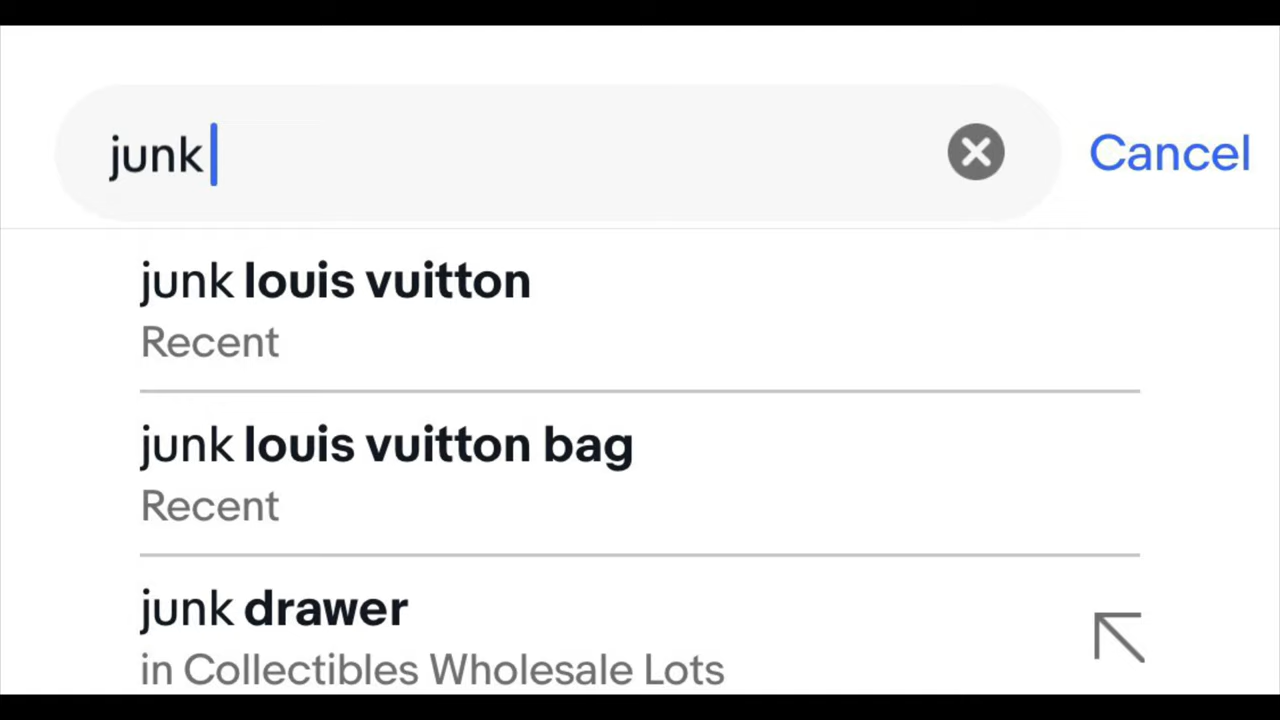 junk
Cancel
junk louis vuitton
Recent
junk louis vuitton bag
Recent
junk drawer
in Collectibles Wholesale Lots